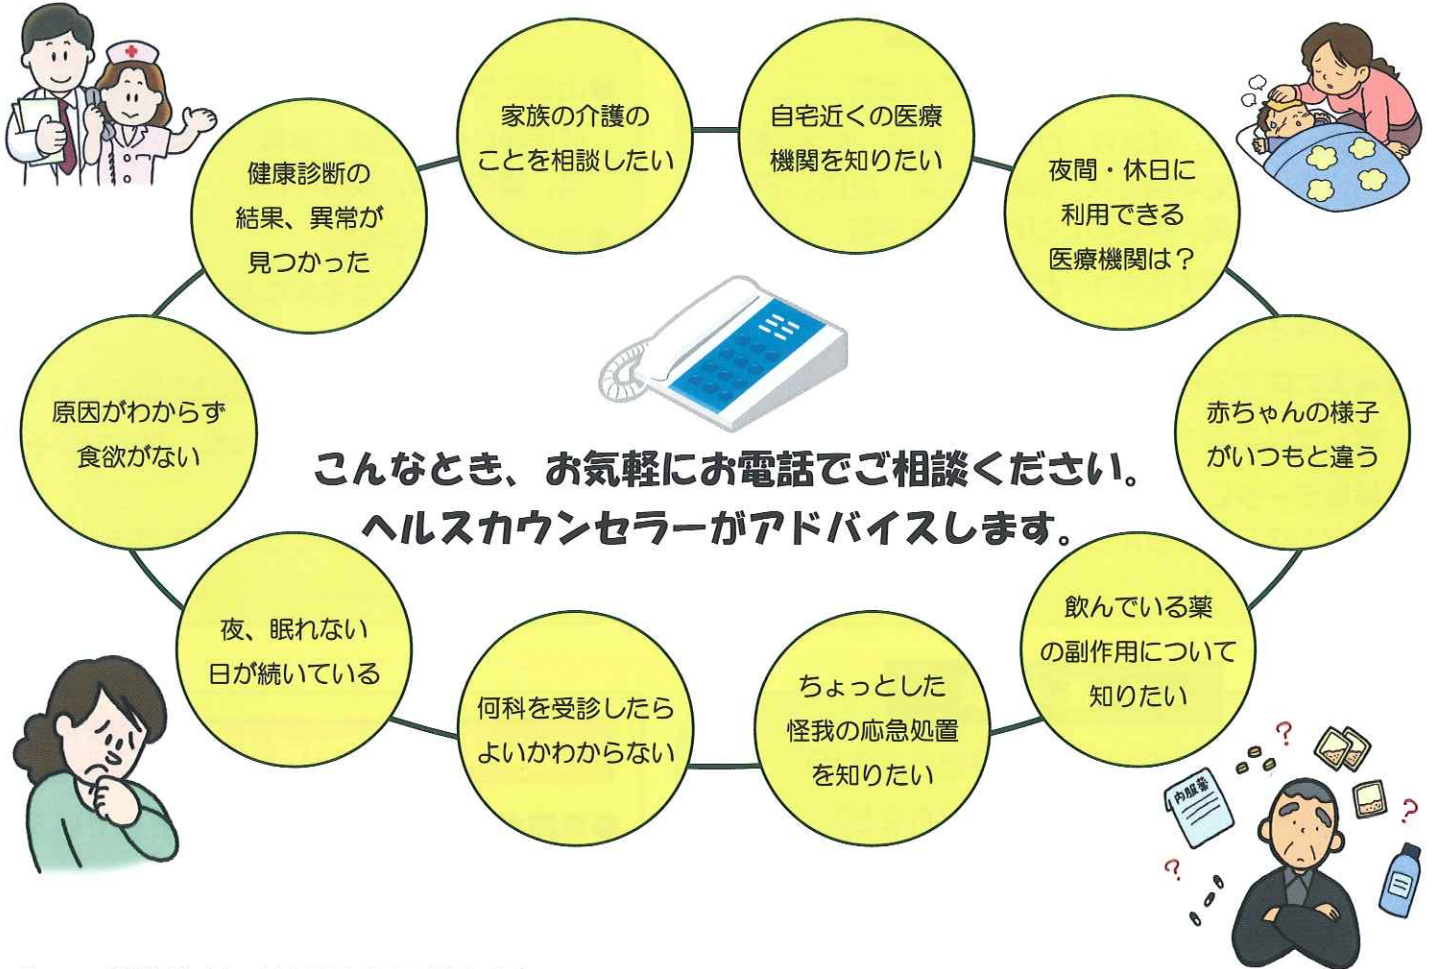 家族の介護の
ことを相談したい
自宅近くの医療
機関を知りたい
夜間・休日に
利用できる
医療機関は？
赤ちゃんの様子
がいつもと違う
飲んでいる薬
の副作用について
知りたい
ちょっとした
怪我の応急処置
を知りたい
何科を受診したら
よいかわからない
夜、眠れない
日が続いている
原因がわからず
食欲がない
健康診断の
結果、異常が
見つかった
こんなとき、お気軽にお電話でご相談ください。
ヘルスカウンセラーがアドバイスします。
内服薬
?
?
?